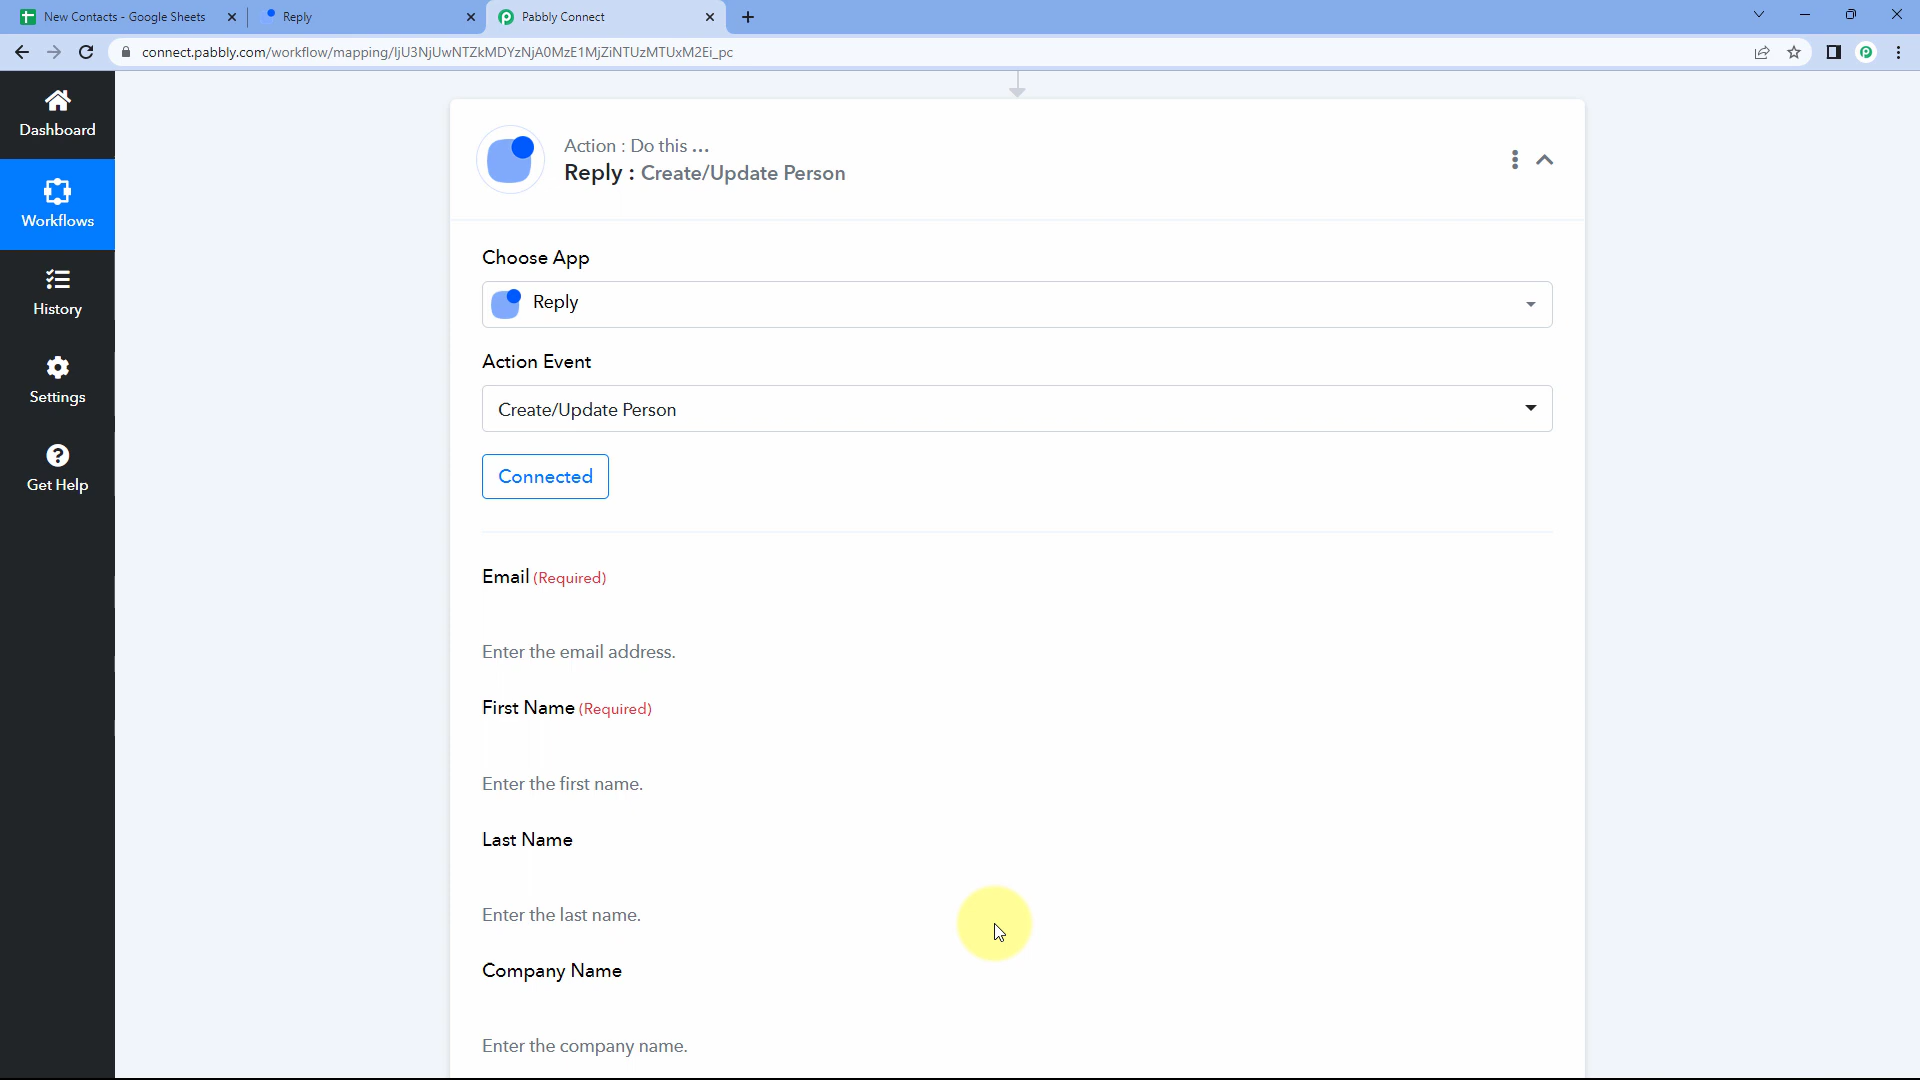 New Contacts - Google Sheets
Reply
Pabbly Connect
connect.pabbly.com/workflow/mapping/IjU3NjUwNTZkMDYzNjA0MzE1MjZiNTUzMTUxM2Ei_pc
Dashboard
Workflows
History
Settings
Get Help
Action : Do this ...
Reply : Create/Update Person
Choose App
Reply
Action Event
Create/Update Person
Connected
Email (Required)
Enter the email address.
First Name (Required)
Enter the first name.
Last Name
Enter the last name.
Company Name
Enter the company name.